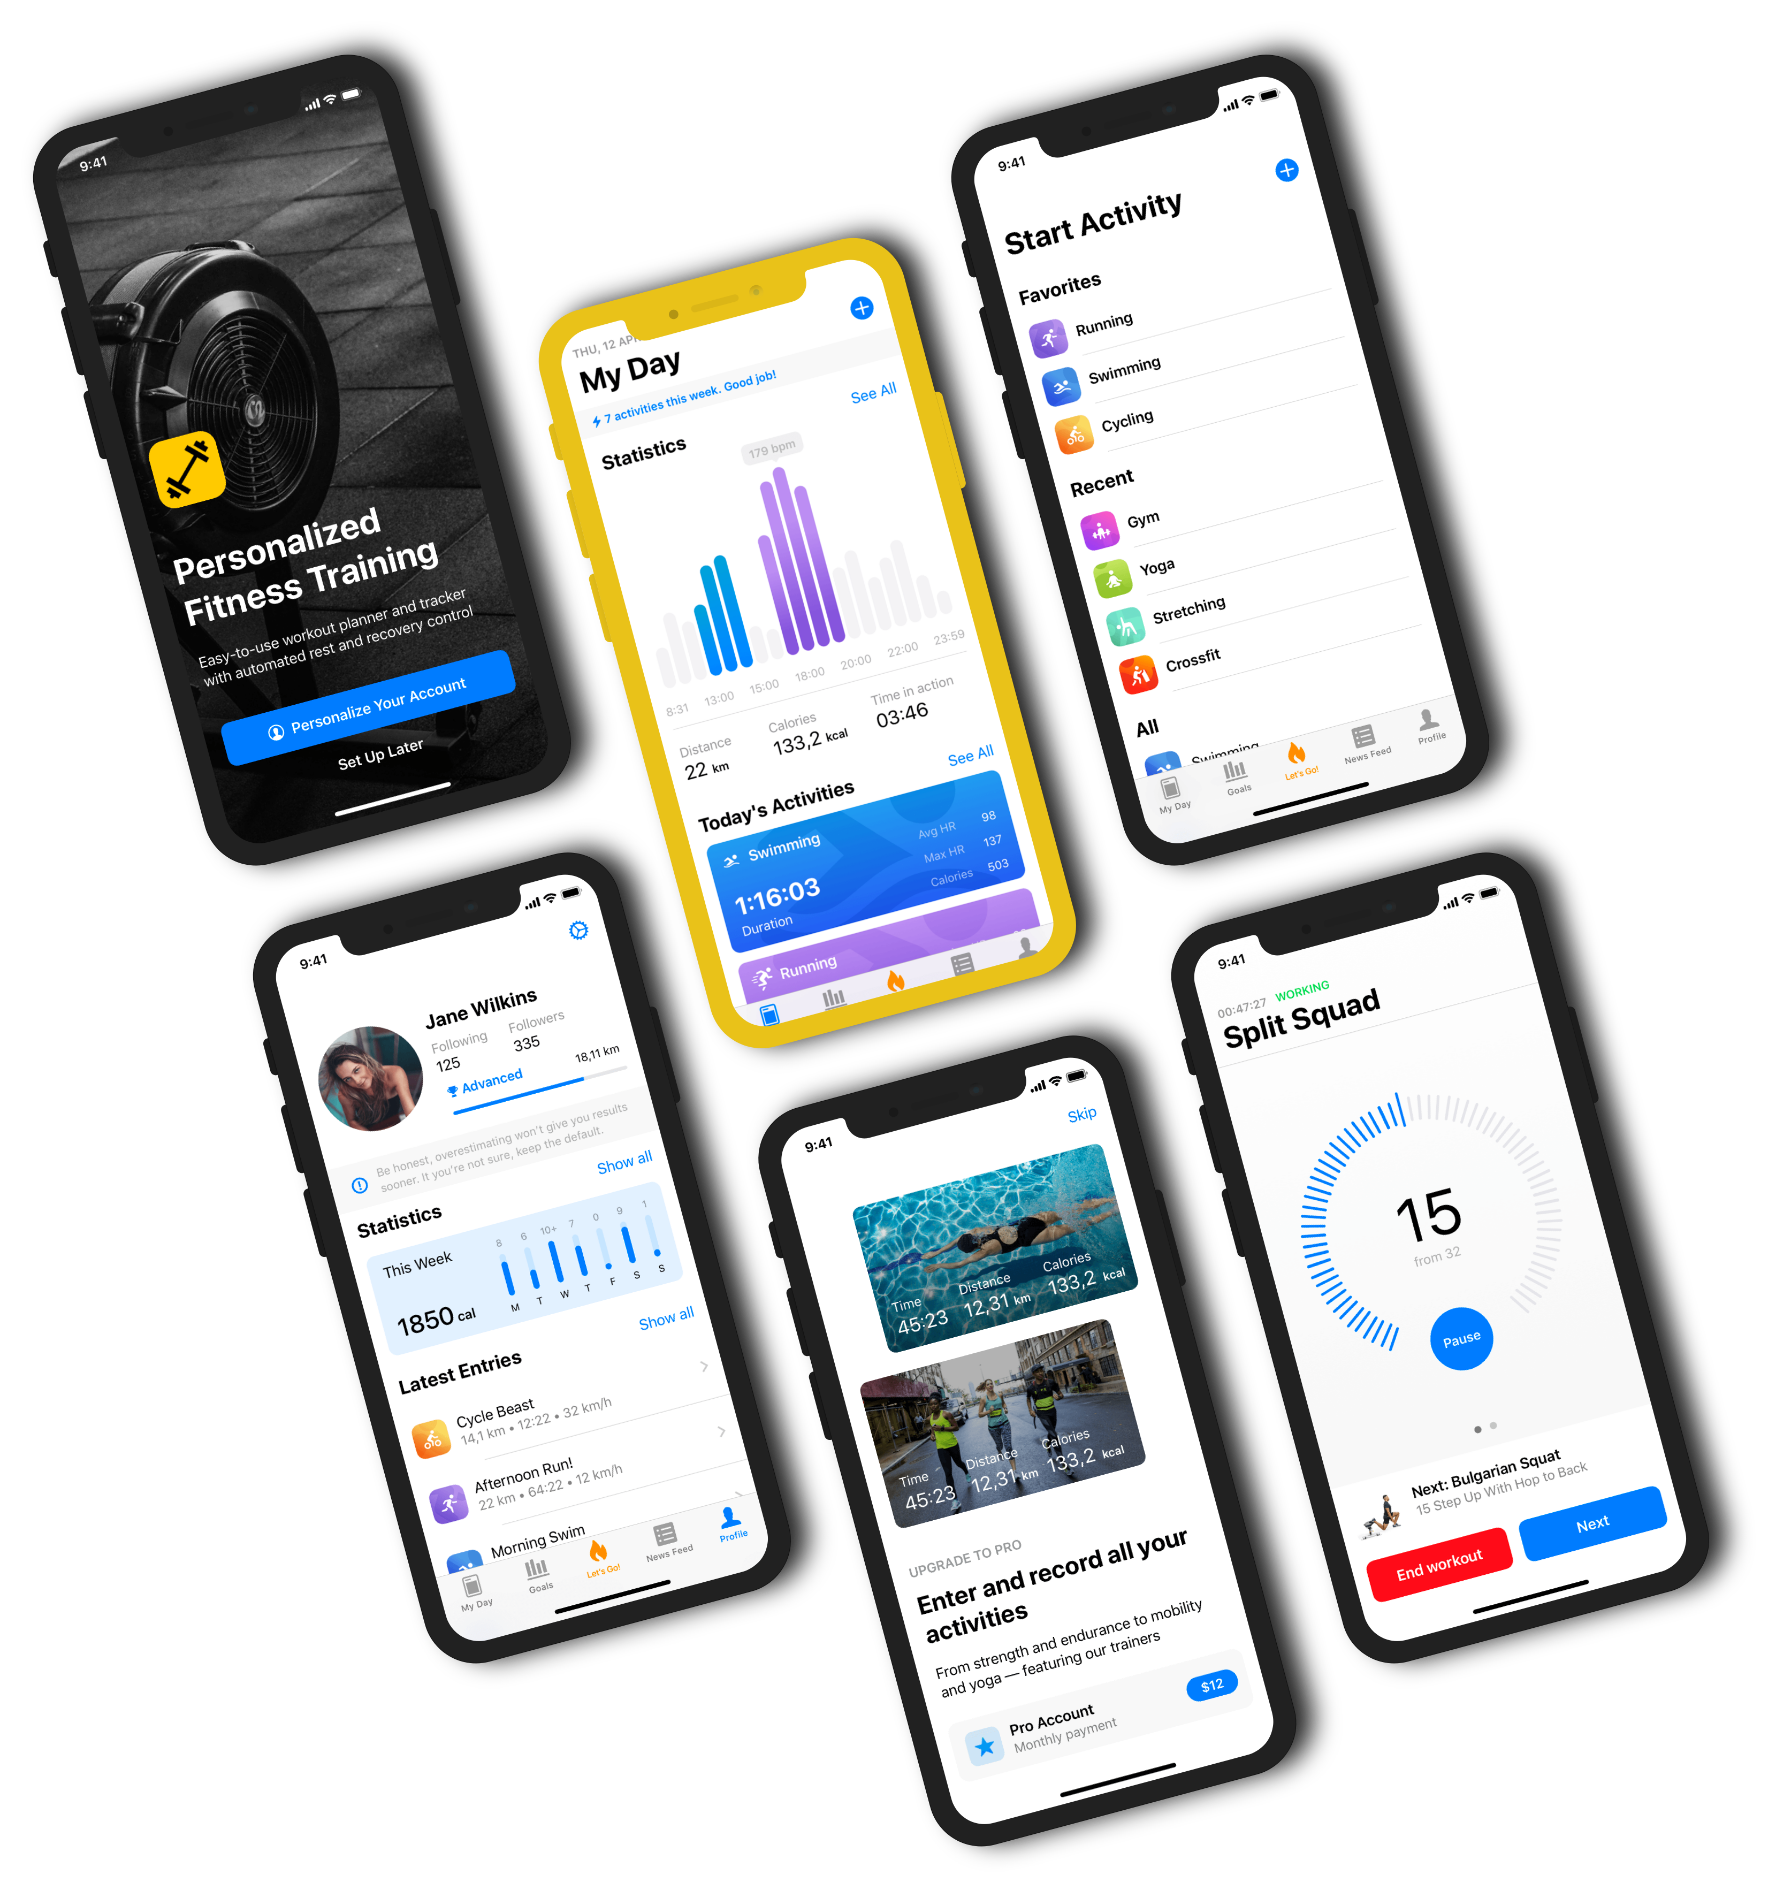 9:41
Personalized
Fitness Training
Easy-to-use workout planner and tracker
with automated rest and recovery control
Personalize Your Account
Set Up Later
THU, 12 AP
My Day
7 activities this week. Good job!
Statistics
See All
179 bpm
8:31 13:00 15:00 18:00 20:00 22:00 23:59
Distance Calories Time in action
22 km 133,2 kcal 03:46
Today's Activities
See All
Swimming
1:16:03
Duration
Avg HR 98
Max HR 137
Calories 503
Running
9:41
Start Activity
Favorites
Running
Swimming
Cycling
Recent
Gym
Yoga
Stretching
Crossfit
All
Swimming
My Day Goals Let's Go! News Feed Profile
9:41
Jane Wilkins
Following Followers
125 335
Advanced 18,11 km
Be honest, overestimating won't give you results
sooner. It you're not sure, keep the default.
Statistics
Show all
This Week
1850 cal
8 6 10+ 7 0 9 1
M T W T F S S
Latest Entries
Show all
Cycle Beast
14,1 km • 12:22 • 32 km/h
Afternoon Run!
22 km • 64:22 • 12 km/h
Morning Swim
My Day Goals Let's Go! News Feed Profile
9:41
Skip
Time Distance Calories
45:23 12,31 km 133,2 kcal
Time Distance Calories
45:23 12,31 km 133,2 kcal
UPGRADE TO PRO
Enter and record all your
activities
From strength and endurance to mobility
and yoga — featuring our trainers
Pro Account
Monthly payment
$12
9:41
00:47:27 WORKING
Split Squad
15
from 32
Pause
Next: Bulgarian Squat
15 Step Up With Hop to Back
End workout
Next